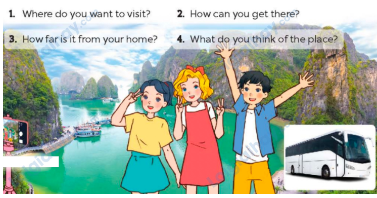 1. Where do you want to visit?
2. How can you get there?
3. How far is it from your home?
4. What do you think of the place?